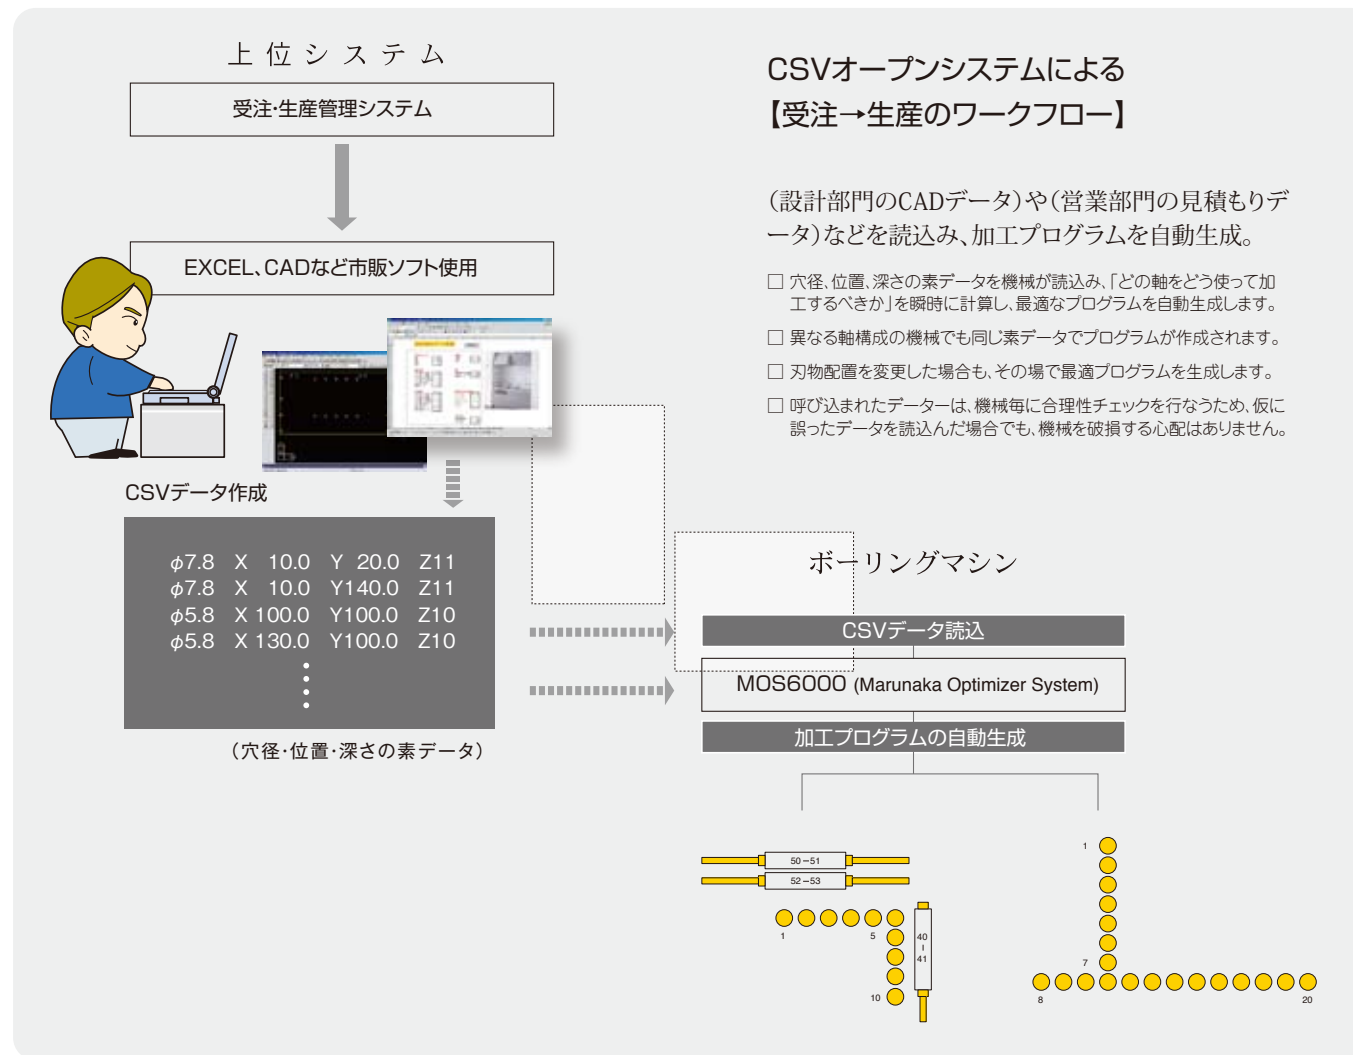 上位システム
受注・生産管理システム
EXCEL、CADなど市販ソフト使用
CSVデータ作成
φ7.8 X 10.0 Y 20.0 Z11
φ7.8 X 10.0 Y140.0 Z11
φ5.8 X 100.0 Y100.0 Z10
φ5.8 X 130.0 Y100.0 Z10
（穴径・位置・深さの素データ）
CSVオープンシステムによる
【受注→生産のワークフロー】
（設計部門のCADデータ）や（営業部門の見積もりデ
ータ）などを読込み、加工プログラムを自動生成。
□ 穴径、位置、深さの素データを機械が読込み、「どの軸をどう使って加
工するべきか」を瞬時に計算し、最適なプログラムを自動生成します。
□ 異なる軸構成の機械でも同じ素データでプログラムが作成されます。
□ 刃物配置を変更した場合も、その場で最適プログラムを生成します。
□ 呼び込まれたデーターは、機械毎に合理性チェックを行なうため、仮に
誤ったデータを読込んだ場合でも、機械を破損する心配はありません。
ボーリングマシン
CSVデータ読込
MOS6000 (Marunaka Optimizer System)
加工プログラムの自動生成
50－51
52－53
1
5
10
40－41
1
7
8
20